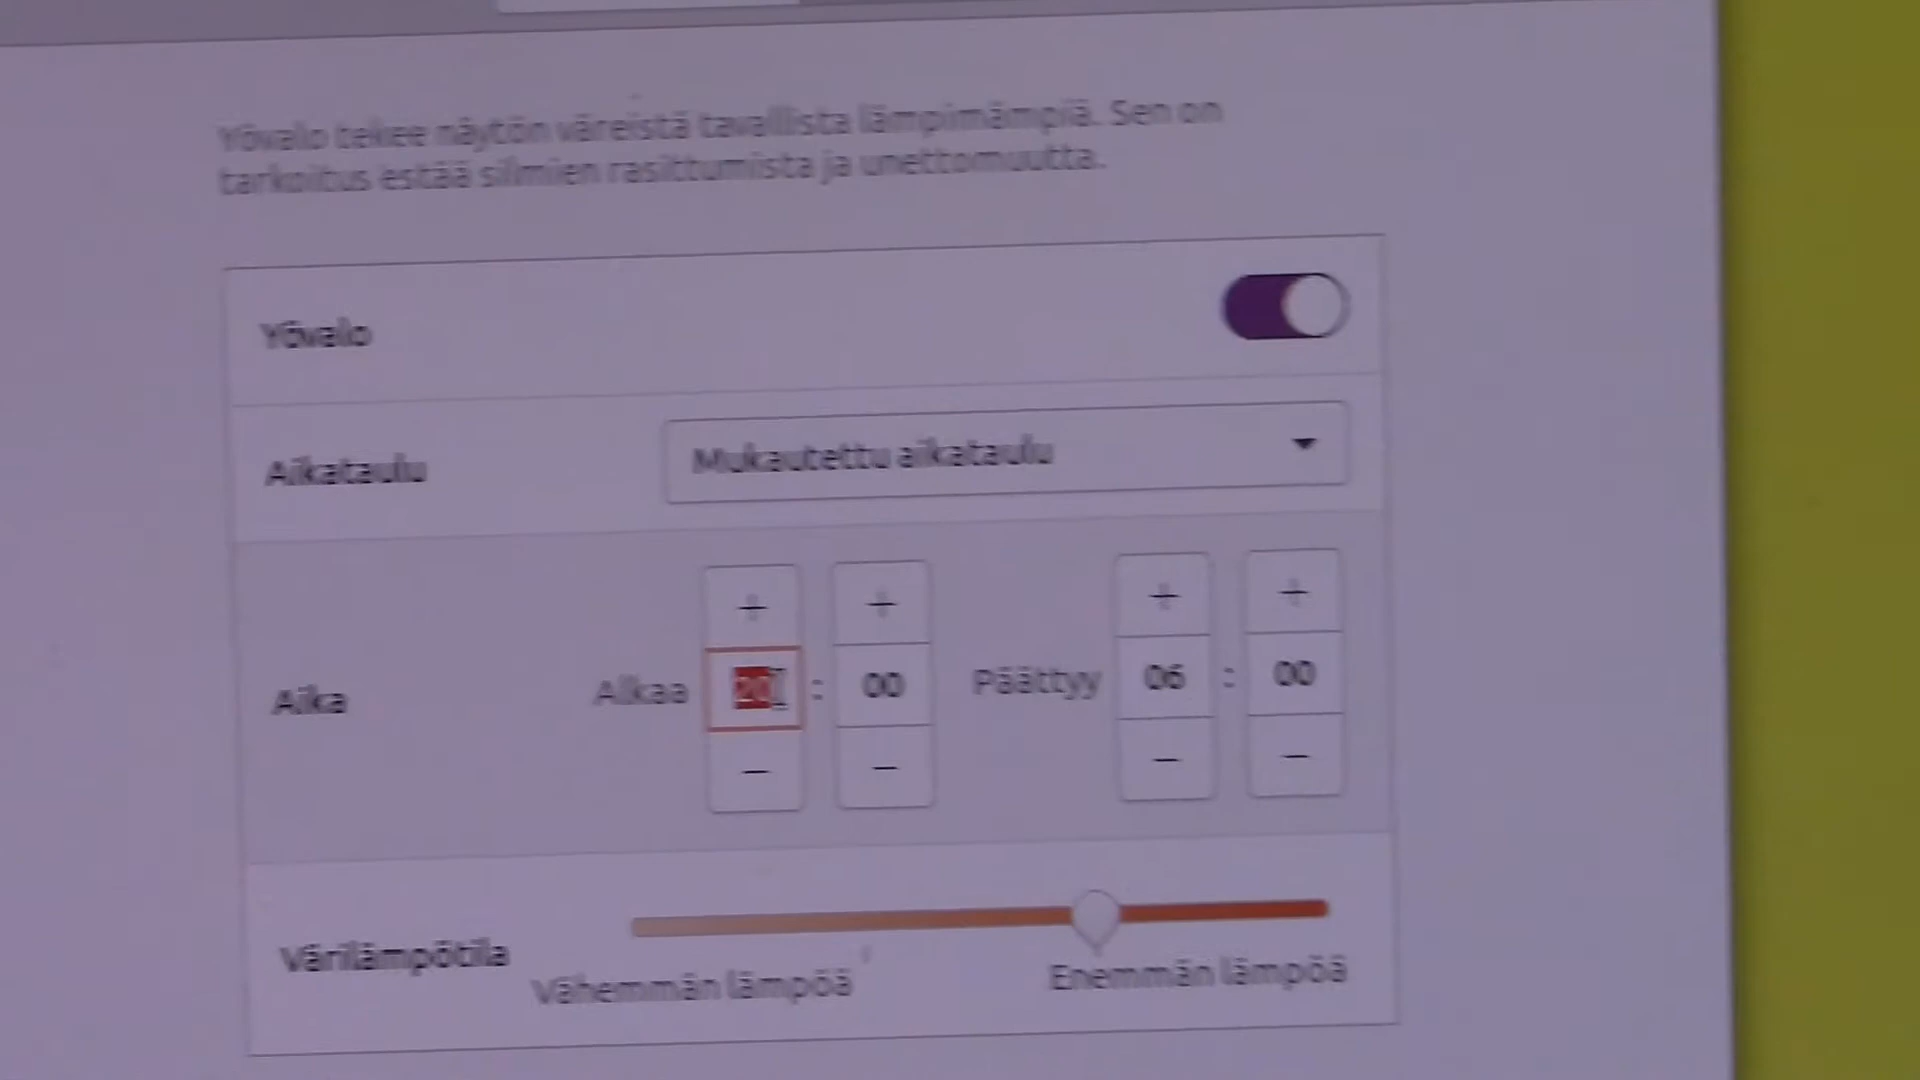 Yövalo tekee näytön väreistä tavallista lämpimämpiä. Sen on
tarkoitus estää silmien rasittumista ja unettomuutta.
Yövalo
Aikataulu
Mukautettu aikataulu
+ + + +
Aika
Alkaa 20 : 00 Päättyy 06 : 00
− − − −
Värilämpötila
Vähemmän lämpöä Enemmän lämpöä